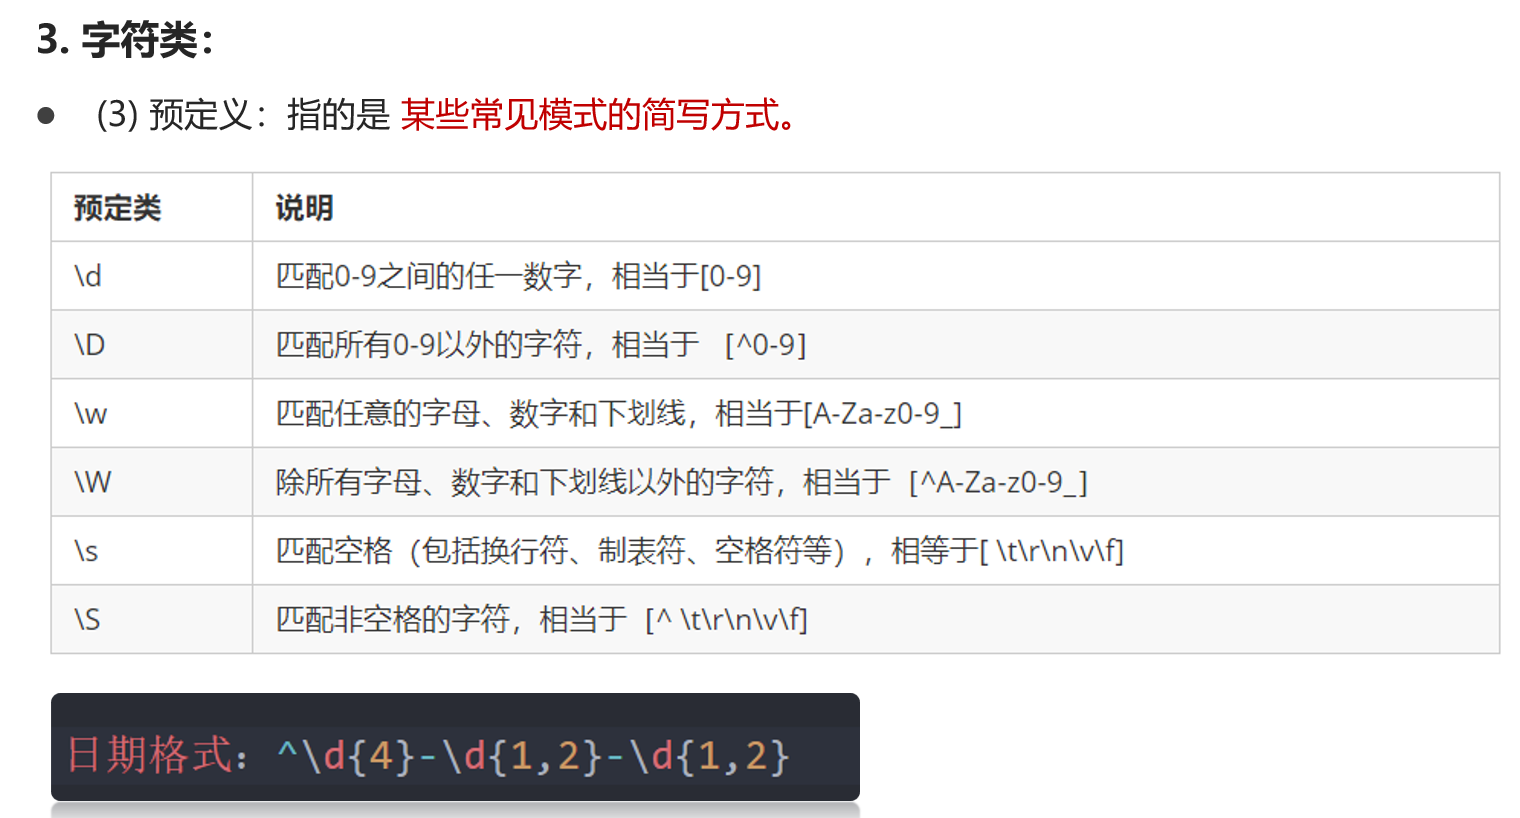 3. 字符类：
● (3) 预定义：指的是 某些常见模式的简写方式。
预定类 说明
\d 匹配0-9之间的任一数字，相当于[0-9]
\D 匹配所有0-9以外的字符，相当于 [^0-9]
\w 匹配任意的字母、数字和下划线，相当于[A-Za-z0-9_]
\W 除所有字母、数字和下划线以外的字符，相当于 [^A-Za-z0-9_]
\s 匹配空格（包括换行符、制表符、空格符等），相等于[ \t\r\n\v\f]
\S 匹配非空格的字符，相当于 [^ \t\r\n\v\f]
日期格式：^\d{4}-\d{1,2}-\d{1,2}